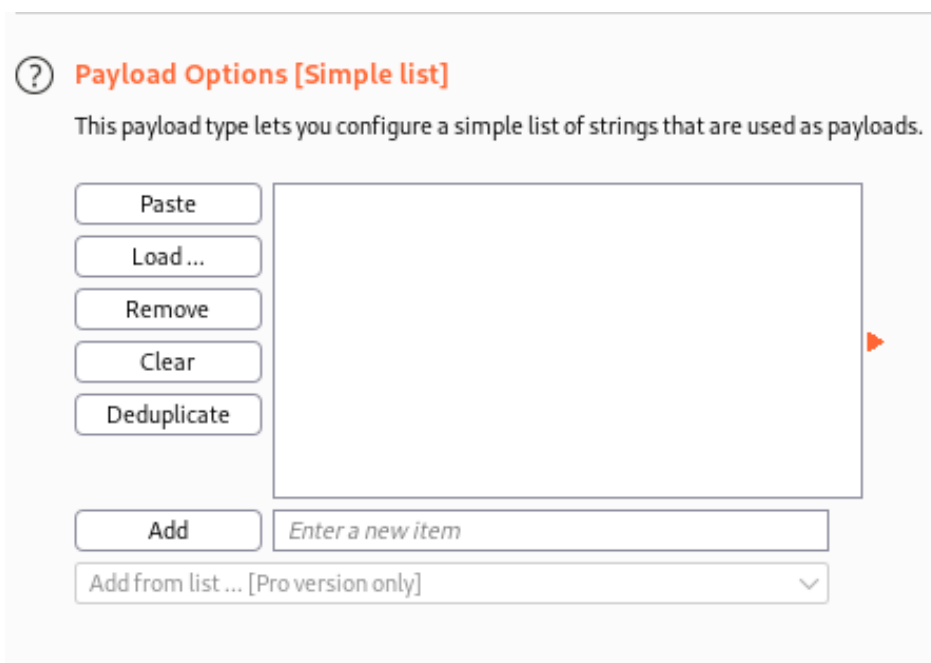 ?
Payload Options [Simple list]
This payload type lets you configure a simple list of strings that are used as payloads.
Paste
Load ...
Remove
Clear
Deduplicate
Add
Enter a new item
Add from list ... [Pro version only]